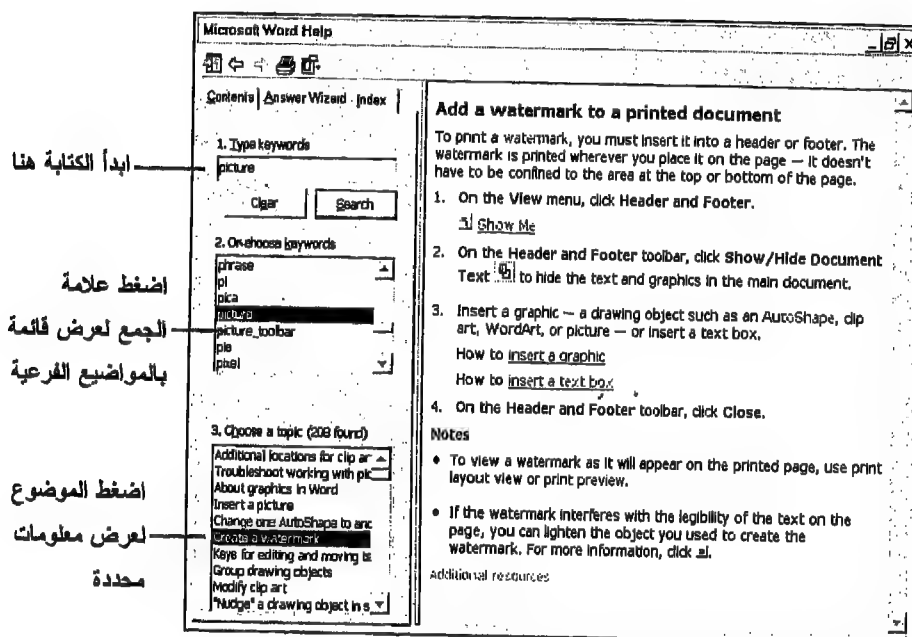 Microsoft Word Help
Contents Answer Wizard Index
1. Type keywords
picture
Clear Search
2. Or choose keywords
phrase
pi
pica
picture
picture_toolbar
pie
pixel
3. Choose a topic (208 found)
Additional locations for clip ar
Troubleshoot working with pic
About graphics in Word
Insert a picture
Change one AutoShape to anc
Create a watermark
Keys for editing and moving te
Group drawing objects
Modify clip art
"Nudge" a drawing object in s
Add a watermark to a printed document
To print a watermark, you must insert it into a header or footer. The
watermark is printed wherever you place it on the page — it doesn't
have to be confined to the area at the top or bottom of the page.
1. On the View menu, click Header and Footer.
Show Me
2. On the Header and Footer toolbar, click Show/Hide Document
Text to hide the text and graphics in the main document.
3. Insert a graphic — a drawing object such as an AutoShape, clip
art, WordArt, or picture — or insert a text box.
How to insert a graphic
How to insert a text box
4. On the Header and Footer toolbar, click Close.
Notes
• To view a watermark as it will appear on the printed page, use print
layout view or print preview.
• If the watermark interferes with the legibility of the text on the
page, you can lighten the object you used to create the
watermark. For more information, click
Additional resources
ابدأ الكتابة هنا
اضغط علامة
الجمع لعرض قائمة
بالمواضيع الفرعية
اضغط الموضوع
لعرض معلومات
محددة